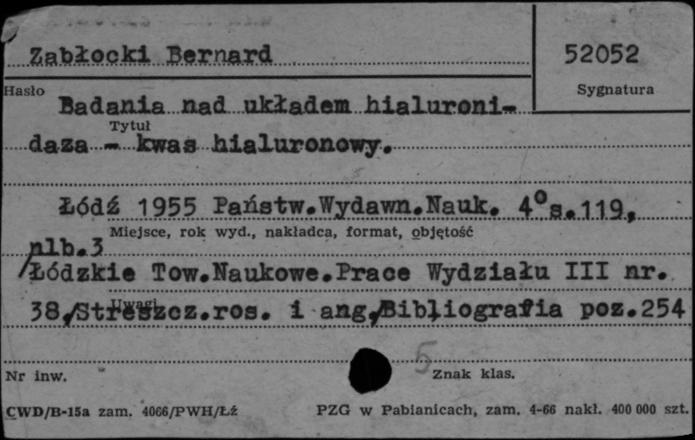 Zabłocki Bernard
52052
Hasło
Sygnatura
Badania nad układem hialuroni-
Tytuł
daza - kwas hialuronowy.
Łódź 1955 Państw.Wydawn.Nauk. 4° s.119,
Miejsce, rok wyd., nakładca, format, objętość
nlb.3
/Łódzkie Tow.Naukowe.Prace Wydziału III nr.
Uwagi
38,/Streszcz.ros. i ang./Bibliografia poz.254
5
Nr inw.
Znak klas.
CWD/B-15a zam. 4066/PWH/Łź
PZG w Pabianicach, zam. 4-66 nakł. 400 000 szt.